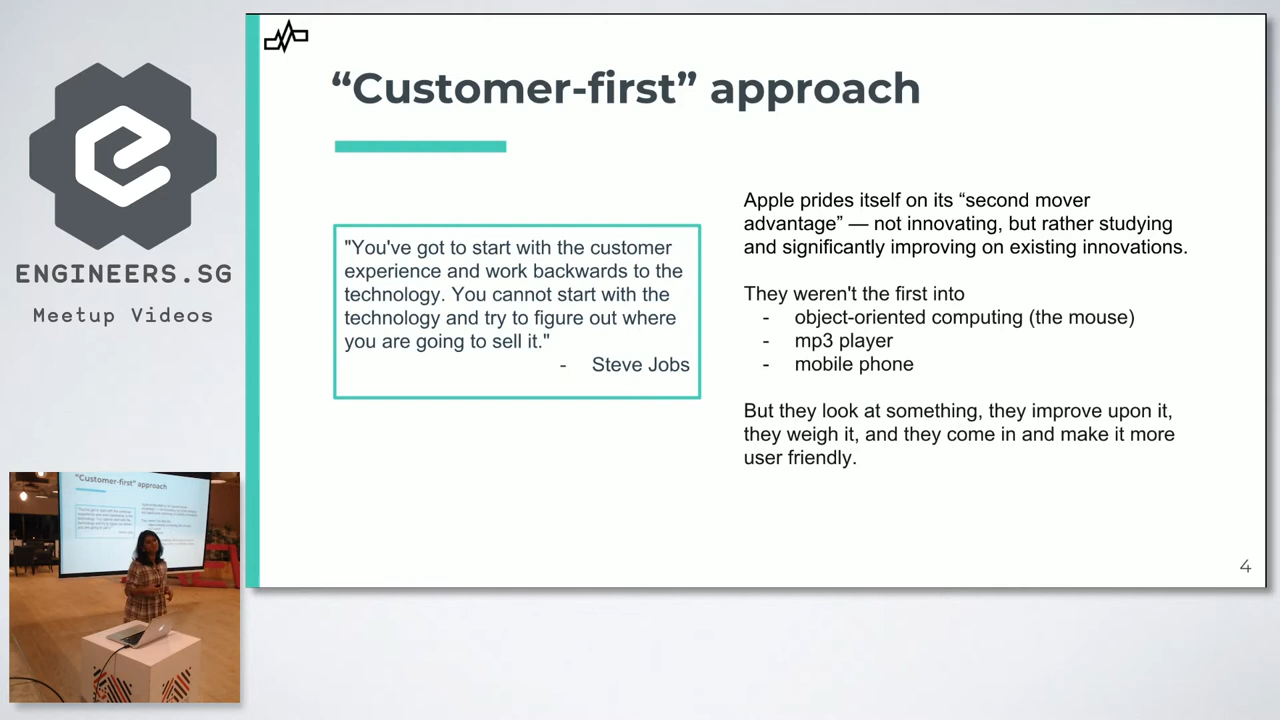 “Customer-first” approach
ENGINEERS.SG
Meetup Videos
"You've got to start with the customer
experience and work backwards to the
technology. You cannot start with the
technology and try to figure out where
you are going to sell it."
- Steve Jobs
Apple prides itself on its “second mover
advantage” — not innovating, but rather studying
and significantly improving on existing innovations.
They weren't the first into
- object-oriented computing (the mouse)
- mp3 player
- mobile phone
But they look at something, they improve upon it,
they weigh it, and they come in and make it more
user friendly.
4
“Customer-first” approach